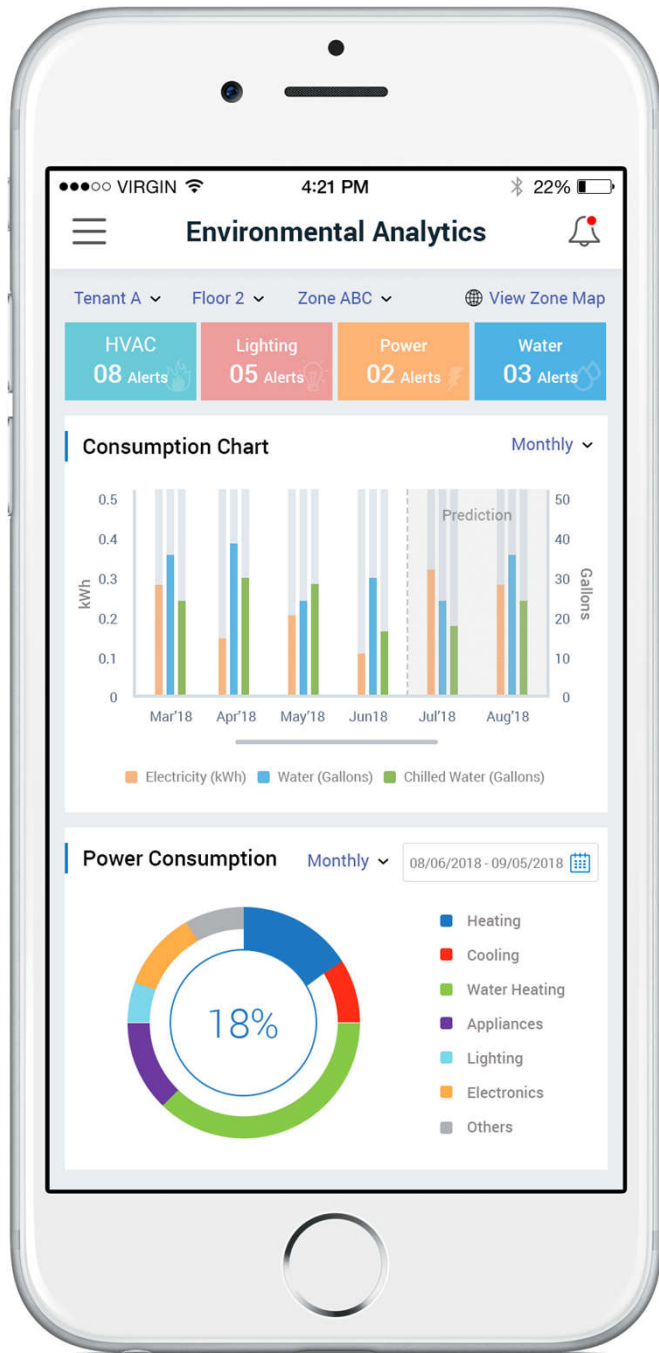 VIRGIN 4:21 PM 22%
Environmental Analytics
Tenant A Floor 2 Zone ABC View Zone Map
HVAC
08 Alerts
Lighting
05 Alerts
Power
02 Alerts
Water
03 Alerts
Consumption Chart Monthly
0.5
0.4
0.3
0.2
0.1
0
kWh
Prediction
50
40
30
20
10
0
Gallons
Mar'18 Apr'18 May'18 Jun18 Jul'18 Aug'18
Electricity (kWh) Water (Gallons) Chilled Water (Gallons)
Power Consumption Monthly 08/06/2018 - 09/05/2018
18%
Heating
Cooling
Water Heating
Appliances
Lighting
Electronics
Others